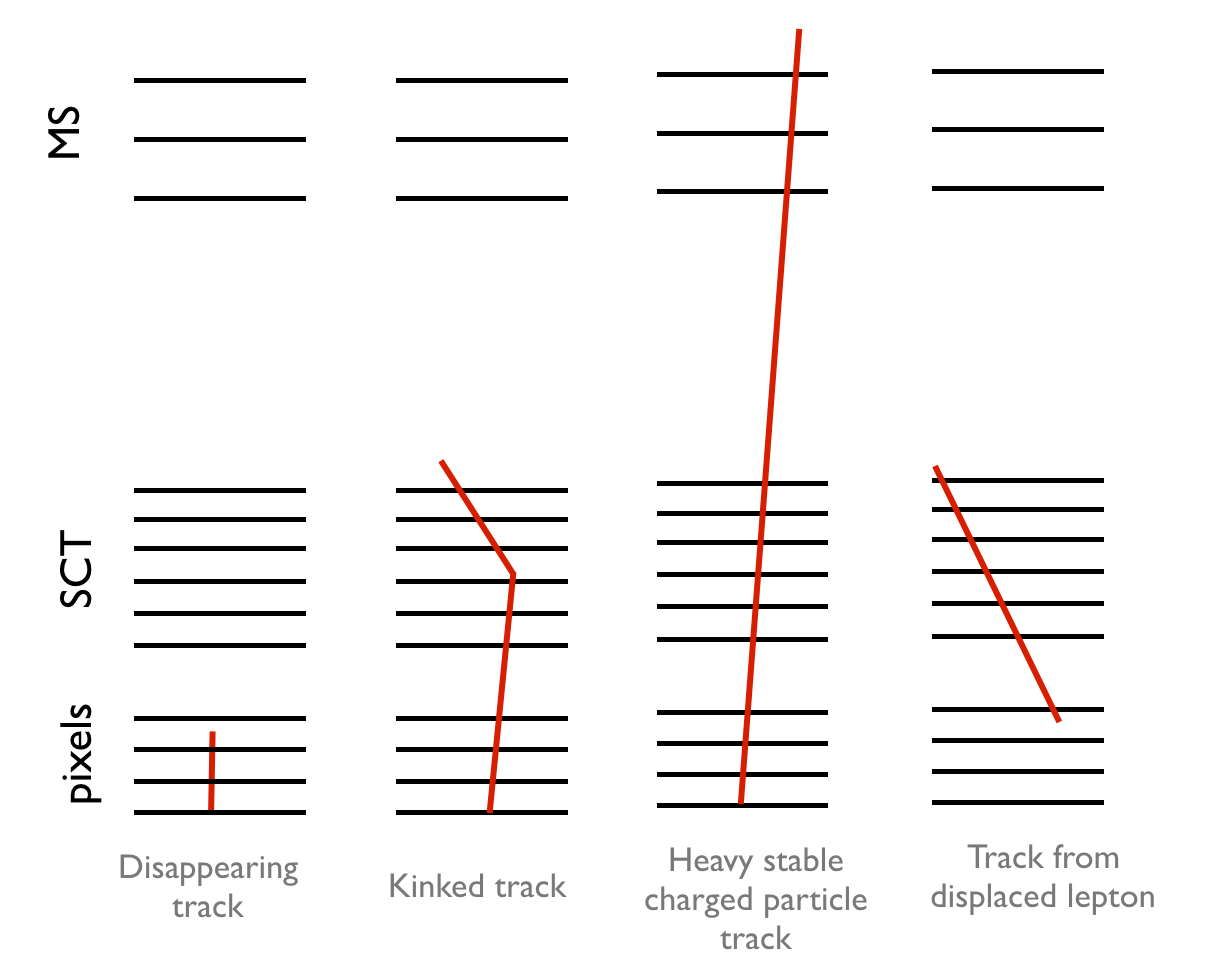 MS
SCT
pixels
Disappearing
track
Kinked track
Heavy stable
charged particle
track
Track from
displaced lepton